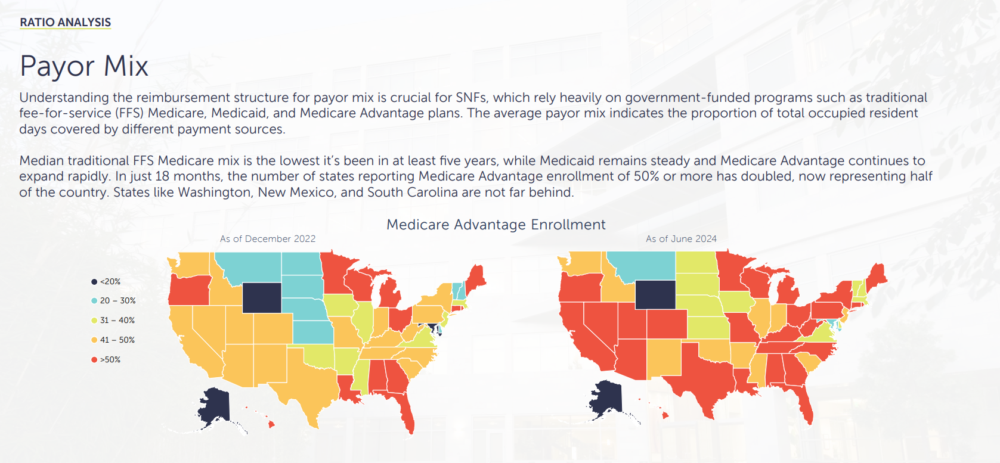 RATIO ANALYSIS
Payor Mix
Understanding the reimbursement structure for payor mix is crucial for SNFs, which rely heavily on government-funded programs such as traditional
fee-for-service (FFS) Medicare, Medicaid, and Medicare Advantage plans. The average payor mix indicates the proportion of total occupied resident
days covered by different payment sources.
Median traditional FFS Medicare mix is the lowest it's been in at least five years, while Medicaid remains steady and Medicare Advantage continues to
expand rapidly. In just 18 months, the number of states reporting Medicare Advantage enrollment of 50% or more has doubled, now representing half
of the country. States like Washington, New Mexico, and South Carolina are not far behind.
Medicare Advantage Enrollment
As of December 2022
As of June 2024
<20%
20 – 30%
31 – 40%
41 – 50%
>50%